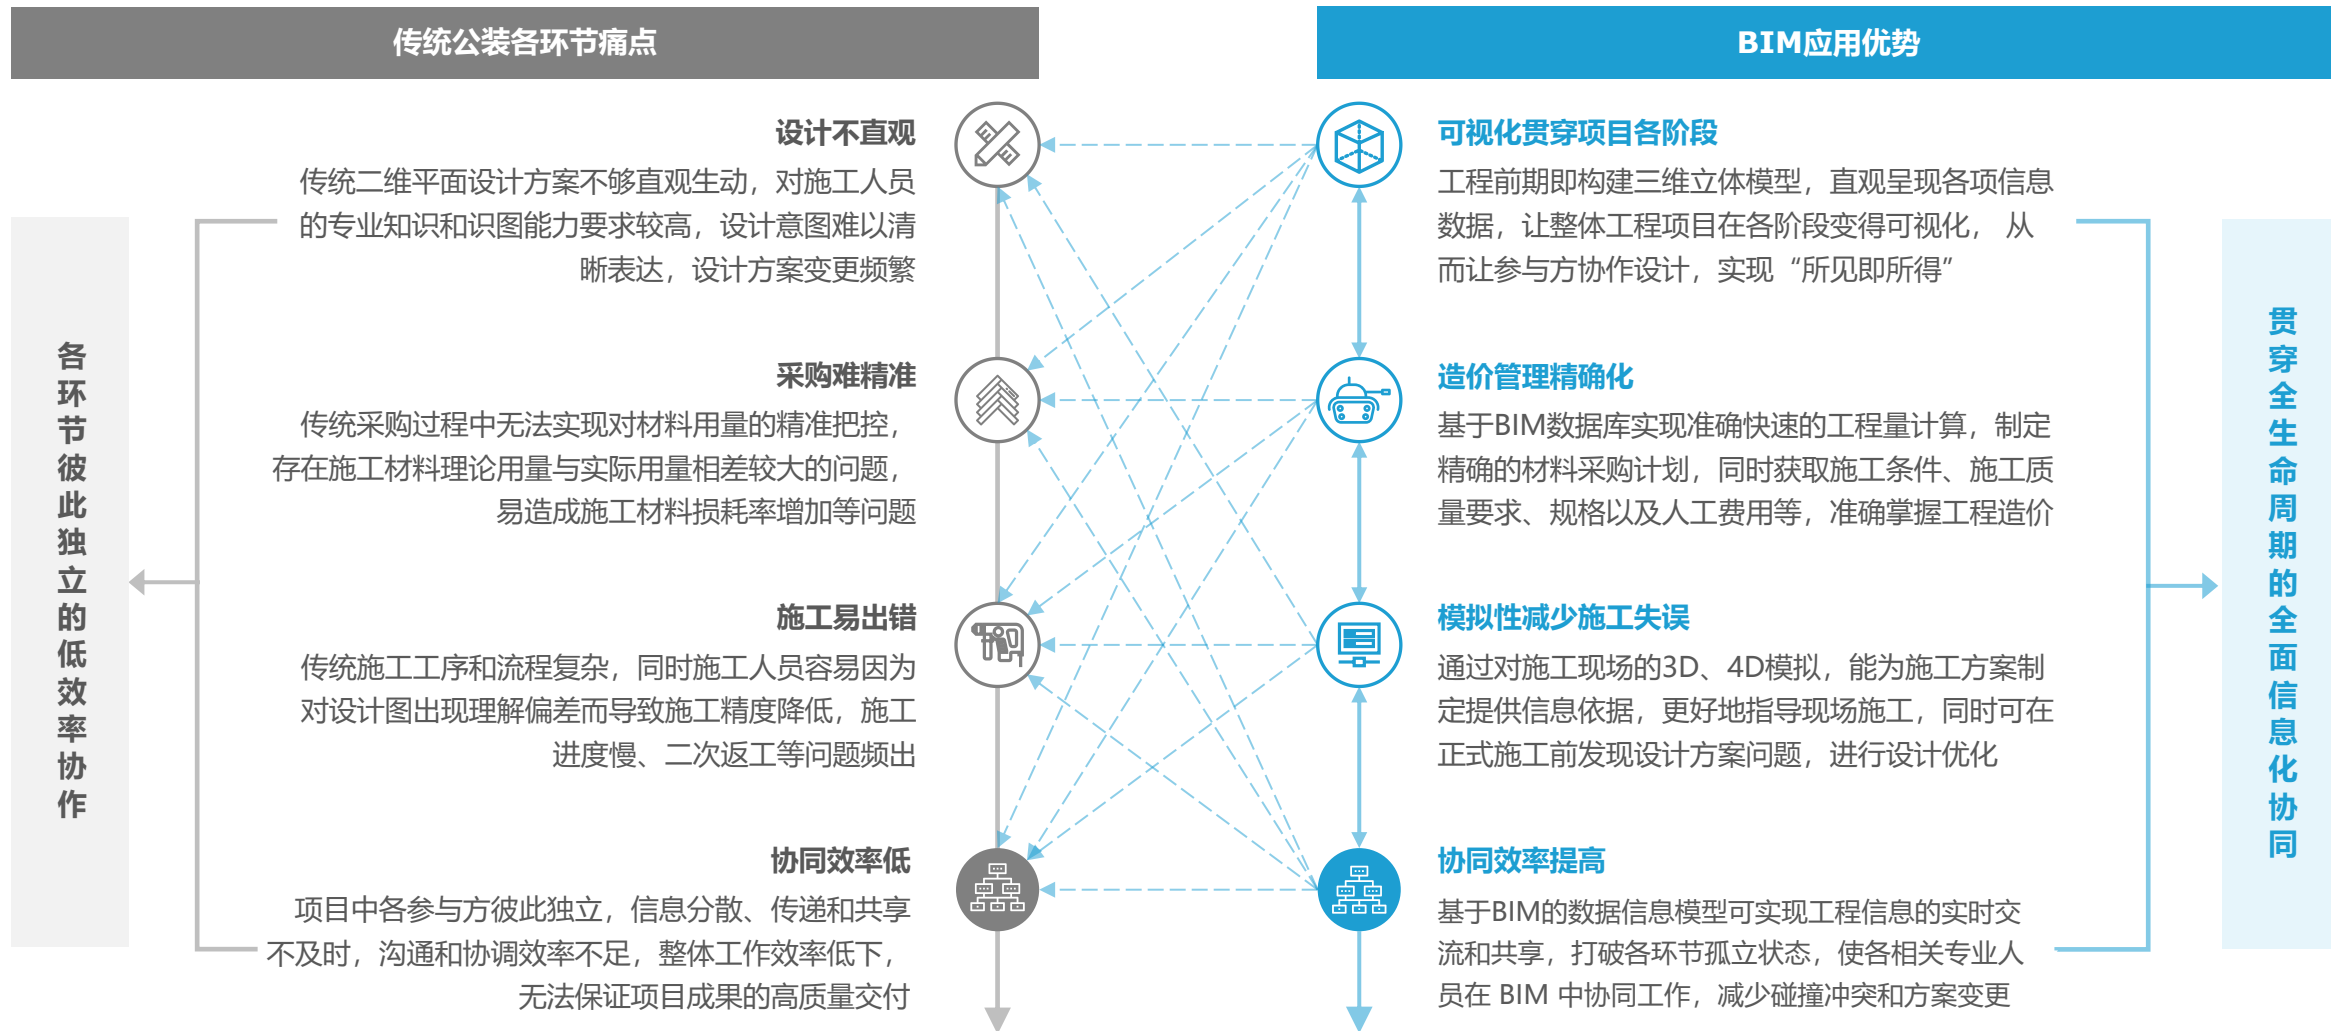 传统公装各环节痛点
设计不直观
传统二维平面设计方案不够直观生动，对施工人员
的专业知识和识图能力要求较高，设计意图难以清
晰表达，设计方案变更频繁
采购难精准
传统采购过程中无法实现对材料用量的精准把控，
存在施工材料理论用量与实际用量相差较大的问题，
易造成施工材料损耗率增加等问题
施工易出错
传统施工工序和流程复杂，同时施工人员容易因为
对设计图出现理解偏差而导致施工精度降低，施工
进度慢、二次返工等问题频出
协同效率低
项目中各参与方彼此独立，信息分散、传递和共享
不及时，沟通和协调效率不足，整体工作效率低下，
无法保证项目成果的高质量交付
各环节彼此独立的低效率协作
BIM应用优势
可视化贯穿项目各阶段
工程前期即构建三维立体模型，直观呈现各项信息
数据，让整体工程项目在各阶段变得可视化， 从
而让参与方协作设计，实现“所见即所得”
造价管理精确化
基于BIM数据库实现准确快速的工程量计算，制定
精确的材料采购计划，同时获取施工条件、施工质
量要求、规格以及人工费用等，准确掌握工程造价
模拟性减少施工失误
通过对施工现场的3D、4D模拟，能为施工方案制
定提供信息依据，更好地指导现场施工，同时可在
正式施工前发现设计方案问题，进行设计优化
协同效率提高
基于BIM的数据信息模型可实现工程信息的实时交
流和共享，打破各环节孤立状态，使各相关专业人
员在 BIM 中协同工作，减少碰撞冲突和方案变更
贯穿全生命周期的全面信息化协同